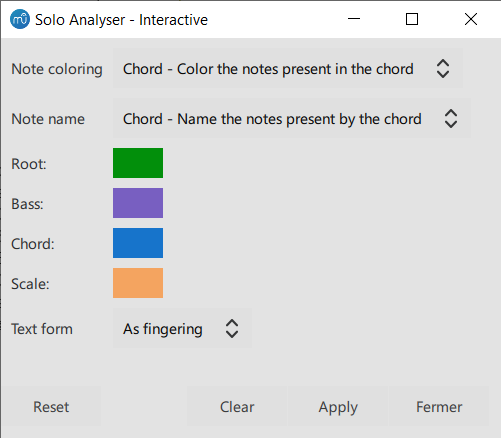 Solo Analyser - Interactive
Note coloring Chord - Color the notes present in the chord
Note name Chord - Name the notes present by the chord
Root:
Bass:
Chord:
Scale:
Text form As fingering
Reset Clear Apply Fermer